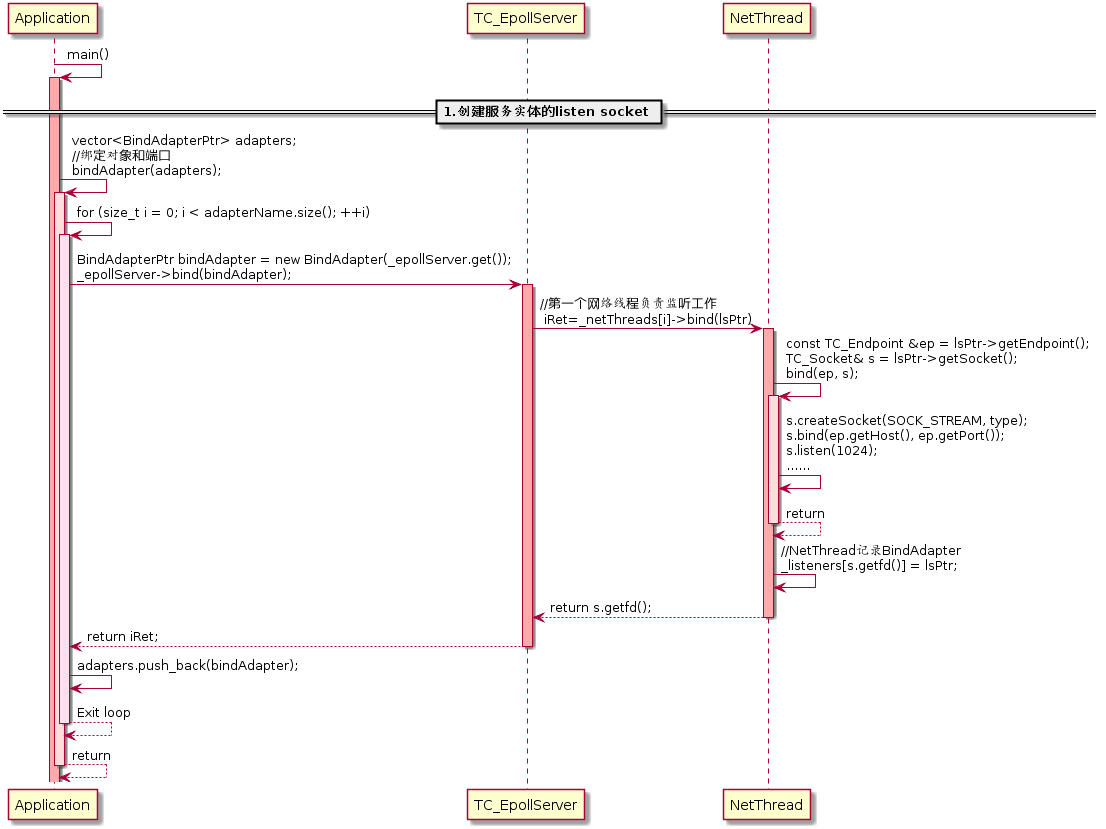 Application
TC_EpollServer
NetThread
main()
1.创建服务实体的listen socket
vector<BindAdapterPtr> adapters;
//绑定对象和端口
bindAdapter(adapters);
for (size_t i = 0; i < adapterName.size(); ++i)
BindAdapterPtr bindAdapter = new BindAdapter(_epollServer.get());
_epollServer->bind(bindAdapter);
//第一个网络线程负责监听工作
iRet=_netThreads[i]->bind(lsPtr)
const TC_Endpoint &ep = lsPtr->getEndpoint();
TC_Socket& s = lsPtr->getSocket();
bind(ep, s);
s.createSocket(SOCK_STREAM, type);
s.bind(ep.getHost(), ep.getPort());
s.listen(1024);
......
return
//NetThread记录BindAdapter
_listeners[s.getfd()] = lsPtr;
return s.getfd();
return iRet;
adapters.push_back(bindAdapter);
Exit loop
return
Application
TC_EpollServer
NetThread